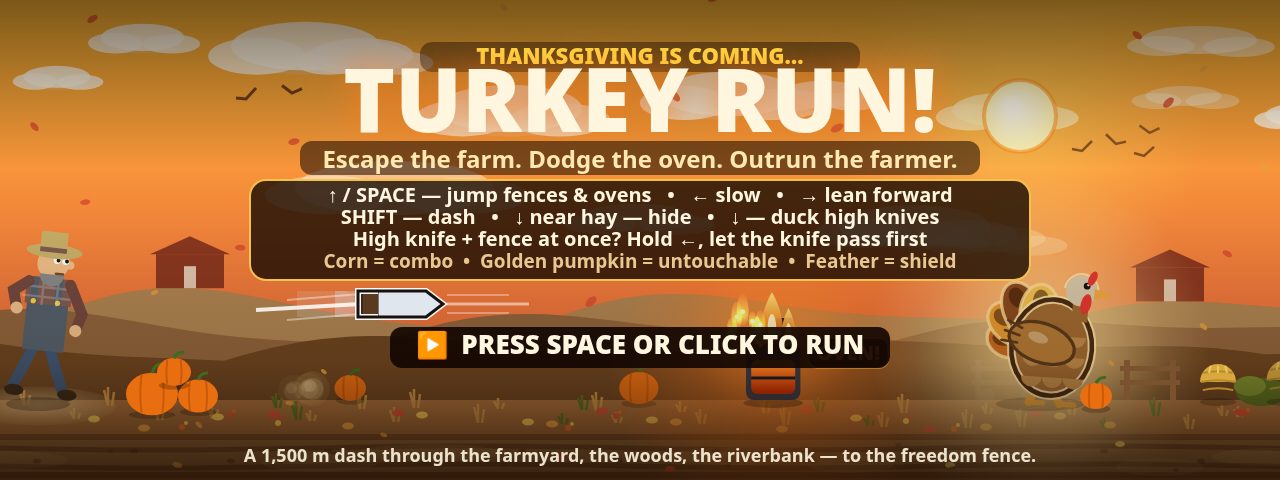 THANKSGIVING IS COMING...
TURKEY RUN!
Escape the farm. Dodge the oven. Outrun the farmer.
↑ / SPACE — jump fences & ovens • ← slow • → lean forward
SHIFT — dash • ↓ near hay — hide • ↓ — duck high knives
High knife + fence at once? Hold ←, let the knife pass first
Corn = combo • Golden pumpkin = untouchable • Feather = shield
▶ PRESS SPACE OR CLICK TO RUN
A 1,500 m dash through the farmyard, the woods, the riverbank — to the freedom fence.